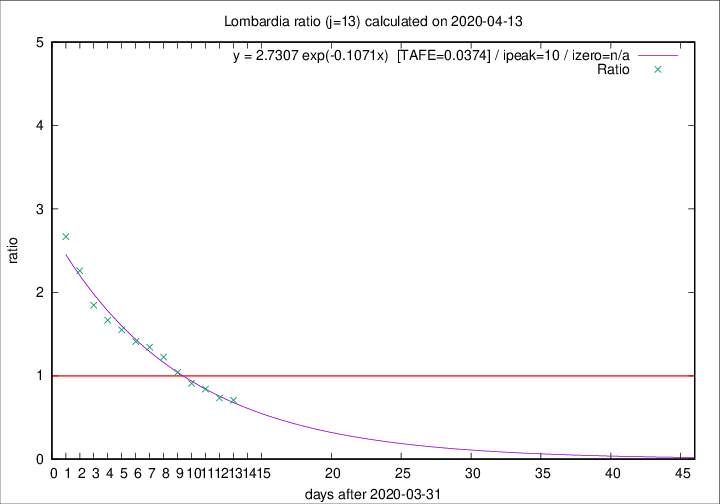 Lombardia ratio (j=13) calculated on 2020-04-13
y = 2.7307 exp(-0.1071x)  [TAFE=0.0374] / ipeak=10 / izero=n/a
Ratio
5
4
3
2
1
0
ratio
0 1 2 3 4 5 6 7 8 9 10 11 12 13 14 15 20 25 30 35 40 45
days after 2020-03-31